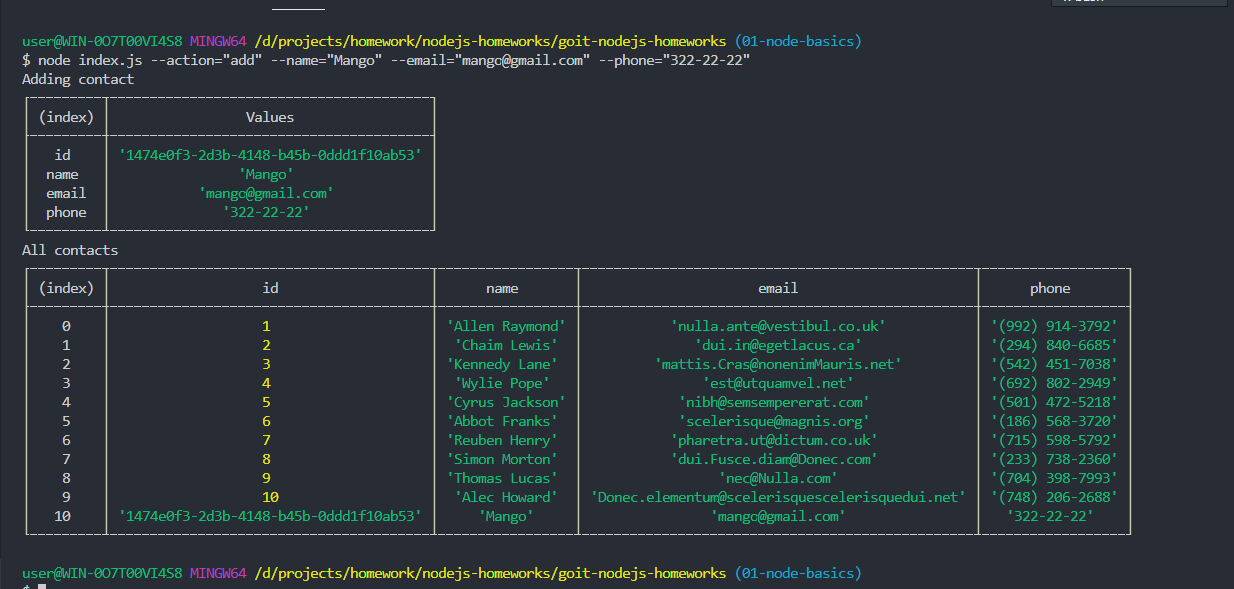 user@WIN-0O7T00VI4S8 MINGW64 /d/projects/homework/nodejs-homeworks/goit-nodejs-homeworks (01-node-basics)
$ node index.js --action="add" --name="Mango" --email="mango@gmail.com" --phone="322-22-22"
Adding contact
(index) Values
id '1474e0f3-2d3b-4148-b45b-0ddd1f10ab53'
name 'Mango'
email 'mango@gmail.com'
phone '322-22-22'
All contacts
(index) id name email phone
0 1 'Allen Raymond' 'nulla.ante@vestibul.co.uk' '(992) 914-3792'
1 2 'Chaim Lewis' 'dui.in@egetlacus.ca' '(294) 840-6685'
2 3 'Kennedy Lane' 'mattis.Cras@nonenimMauris.net' '(542) 451-7038'
3 4 'Wylie Pope' 'est@utquamvel.net' '(692) 802-2949'
4 5 'Cyrus Jackson' 'nibh@semsempererat.com' '(501) 472-5218'
5 6 'Abbot Franks' 'scelerisque@magnis.org' '(186) 568-3720'
6 7 'Reuben Henry' 'pharetra.ut@dictum.co.uk' '(715) 598-5792'
7 8 'Simon Morton' 'dui.Fusce.diam@Donec.com' '(233) 738-2360'
8 9 'Thomas Lucas' 'nec@Nulla.com' '(704) 398-7993'
9 10 'Alec Howard' 'Donec.elementum@scelerisquescelerisquedui.net' '(748) 206-2688'
10 '1474e0f3-2d3b-4148-b45b-0ddd1f10ab53' 'Mango' 'mango@gmail.com' '322-22-22'
user@WIN-0O7T00VI4S8 MINGW64 /d/projects/homework/nodejs-homeworks/goit-nodejs-homeworks (01-node-basics)
$